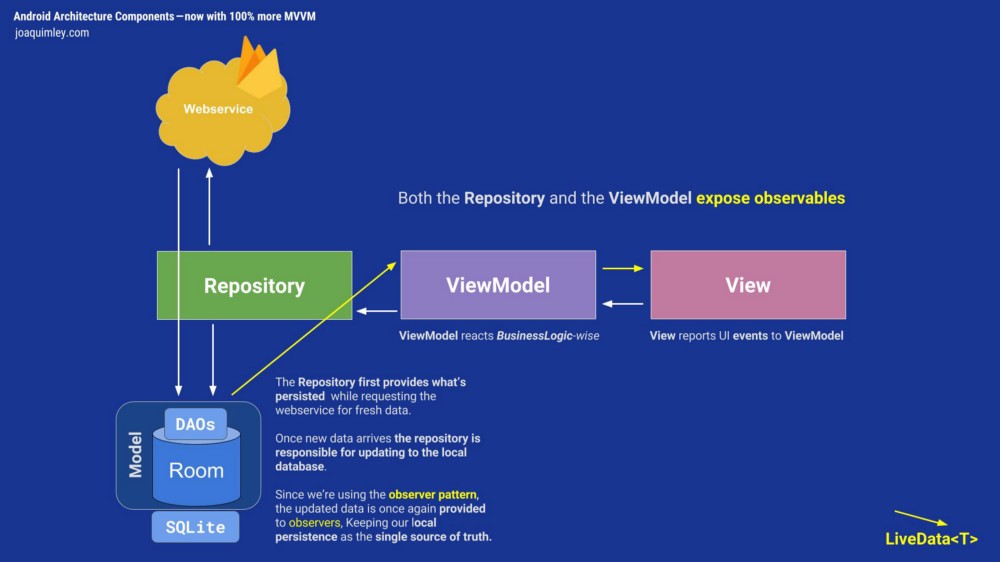 Android Architecture Components — now with 100% more MVVM
joaquimley.com
Webservice
Both the Repository and the ViewModel expose observables
Repository
ViewModel
View
ViewModel reacts BusinessLogic-wise
View reports UI events to ViewModel
The Repository first provides what's
persisted while requesting the
webservice for fresh data.
Once new data arrives the repository is
responsible for updating to the local
database.
Since we're using the observer pattern,
the updated data is once again provided
to observers, Keeping our local
persistence as the single source of truth.
Model
DAOs
Room
SQLite
LiveData<T>